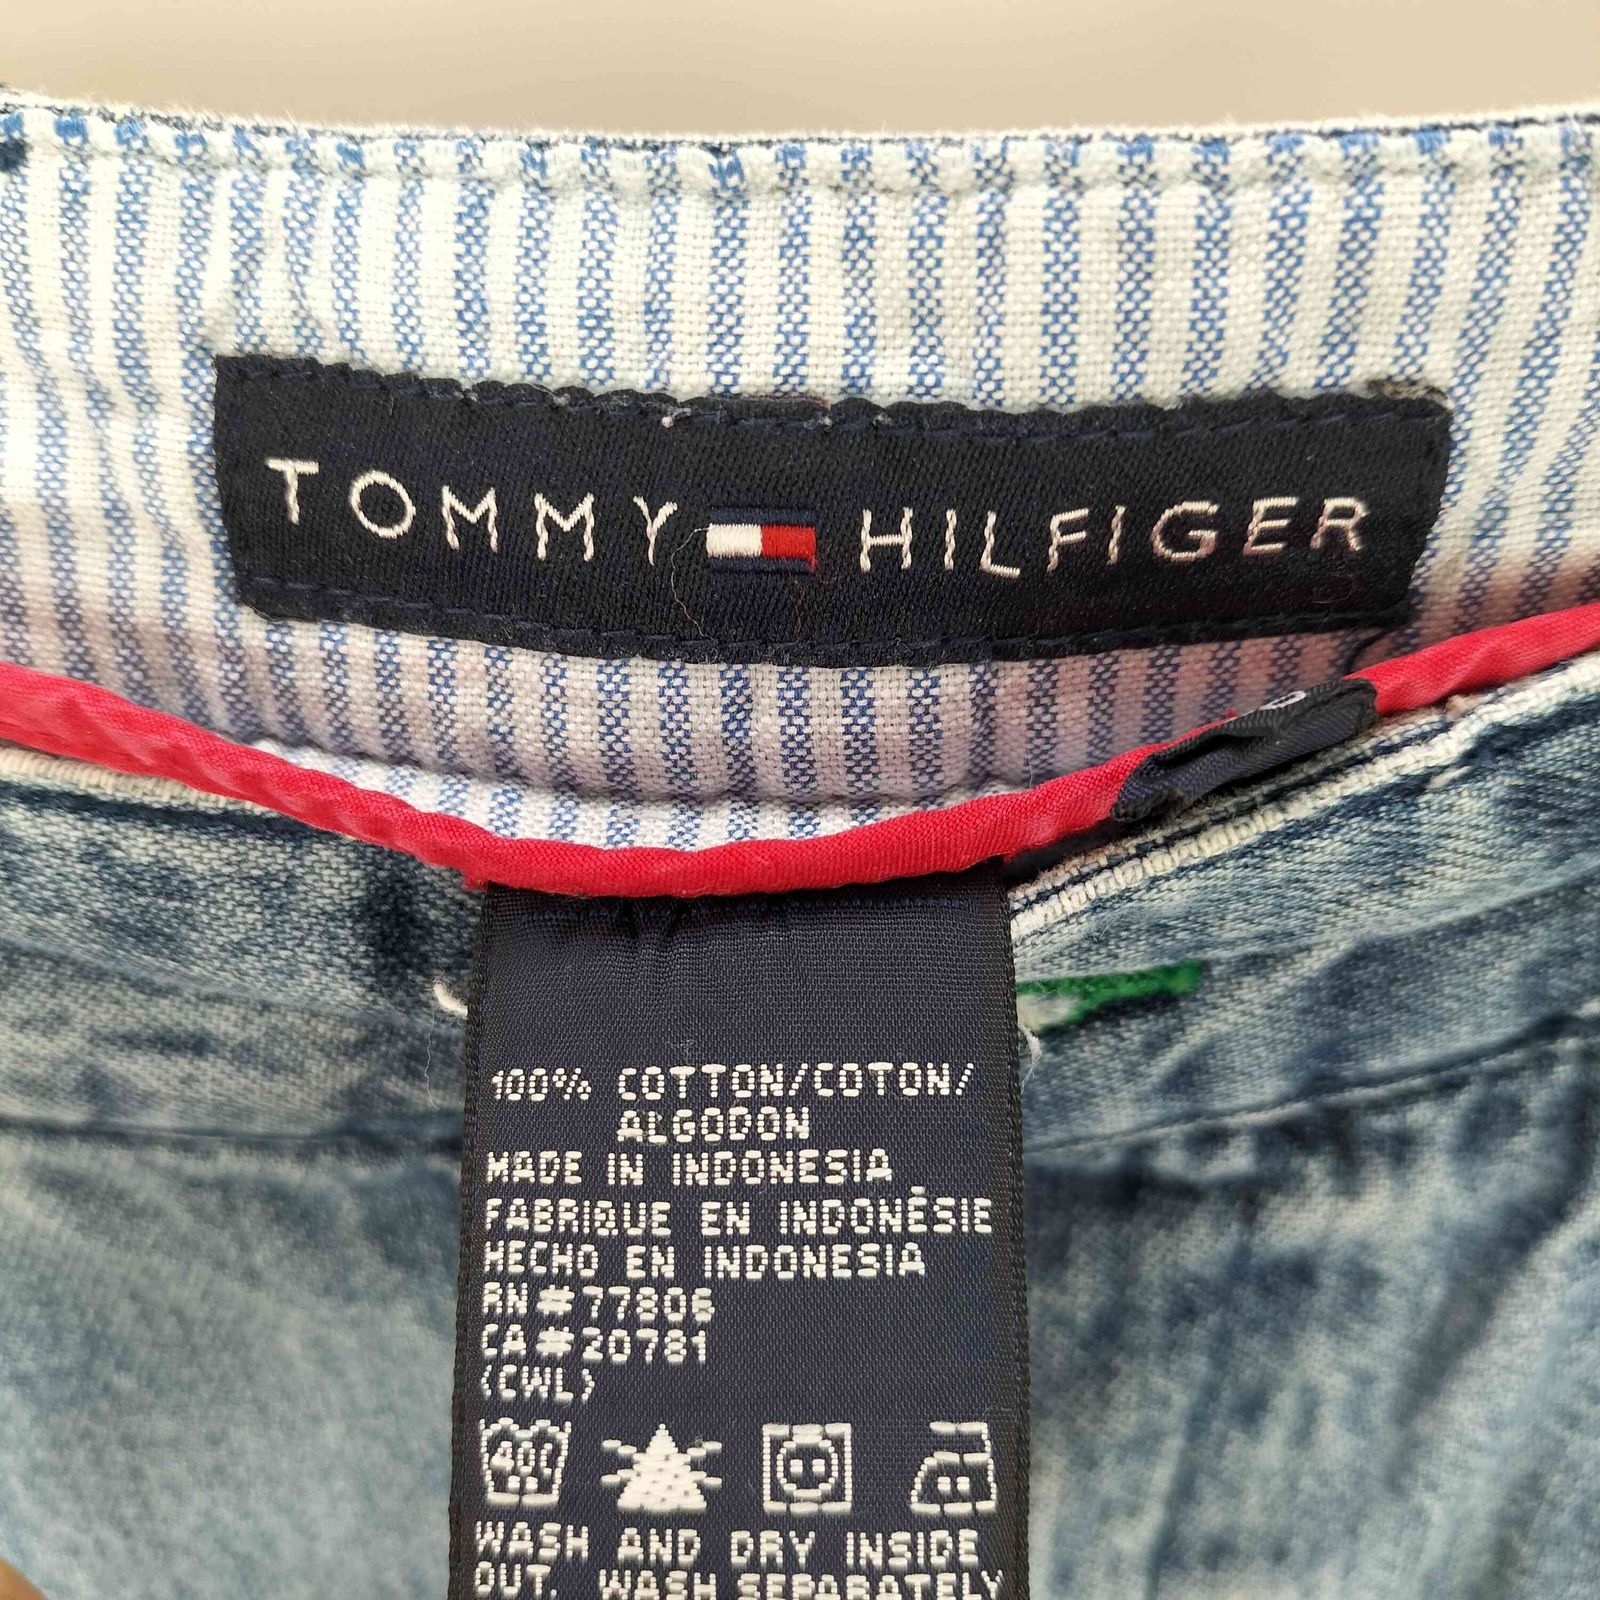 TOMMY HILFIGER
100% COTTON/COTON/
ALGODON
MADE IN INDONESIA
FABRIQUE EN INDONÉSIE
HECHO EN INDONESIA
RN#77806
CA#20781
(CWL)
40
WASH AND DRY INSIDE
OUT. WASH SEPARATELY